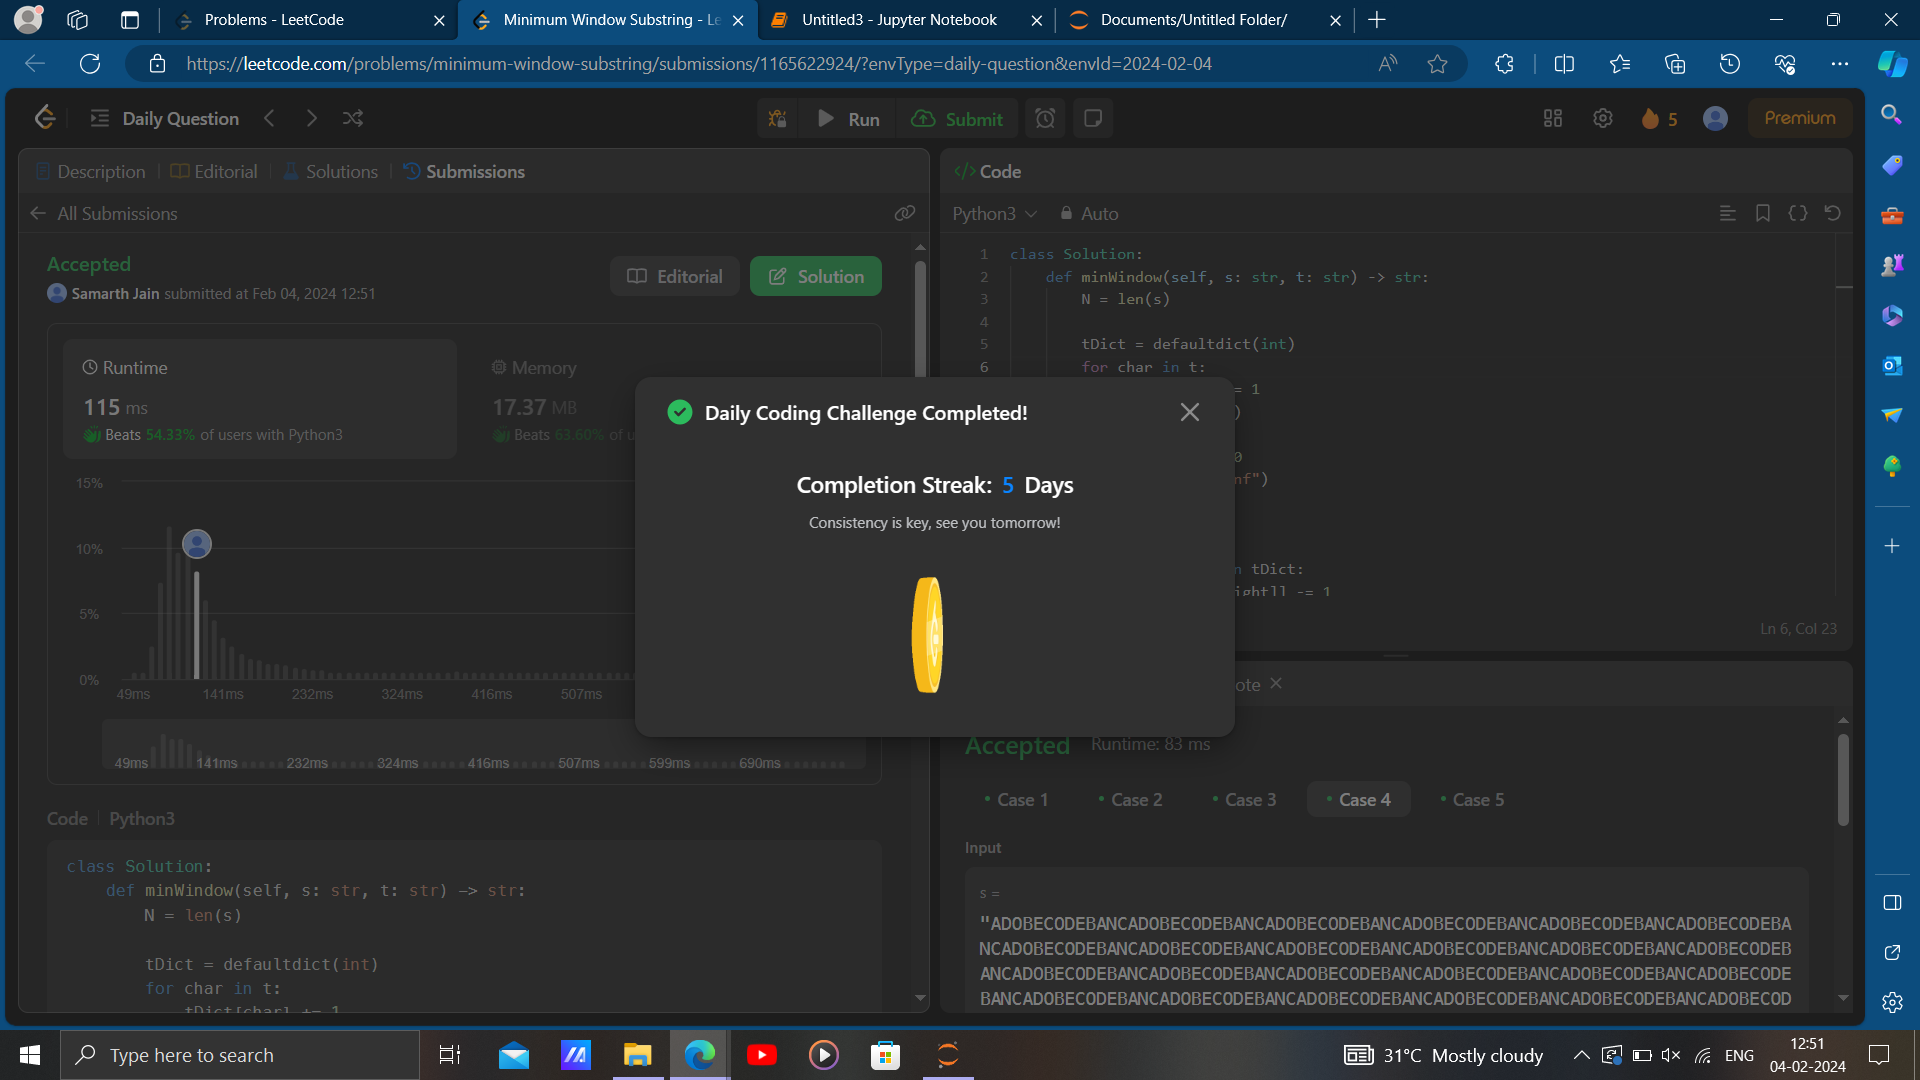 Problems - LeetCode
Minimum Window Substring - Le
Untitled3 - Jupyter Notebook
Documents/Untitled Folder/
https://leetcode.com/problems/minimum-window-substring/submissions/1165622924/?envType=daily-question&envId=2024-02-04
Daily Question
Run
Submit
5
Premium
Description
Editorial
Solutions
Submissions
All Submissions
Accepted
Samarth Jain submitted at Feb 04, 2024 12:51
Editorial
Solution
Runtime
115 ms
Beats 54.33% of users with Python3
Memory
17.37 MB
Beats 63.60% of u
15%
10%
5%
0%
49ms 141ms 232ms 324ms 416ms 507ms
49ms 141ms 232ms 324ms 416ms 507ms 599ms 690ms
Code
Python3
class Solution:
def minWindow(self, s: str, t: str) -> str:
N = len(s)
tDict = defaultdict(int)
for char in t:
tDict[char] += 1
Daily Coding Challenge Completed!
Completion Streak: 5 Days
Consistency is key, see you tomorrow!
</> Code
Python3
Auto
1 class Solution:
2 def minWindow(self, s: str, t: str) -> str:
3 N = len(s)
4
5 tDict = defaultdict(int)
6 for char in t:
= 1
)
0
nf")
n tDict:
ight]] -= 1
Ln 6, Col 23
ote
Accepted
Runtime: 83 ms
Case 1
Case 2
Case 3
Case 4
Case 5
Input
s =
"ADOBECODEBANCADOBECODEBANCADOBECODEBANCADOBECODEBANCADOBECODEBANCADOBECODEBA
NCADOBECODEBANCADOBECODEBANCADOBECODEBANCADOBECODEBANCADOBECODEBANCADOBECODEB
ANCADOBECODEBANCADOBECODEBANCADOBECODEBANCADOBECODEBANCADOBECODEBANCADOBECODE
BANCADOBECODEBANCADOBECODEBANCADOBECODEBANCADOBECODEBANCADOBECODEBANCADOBECOD
Type here to search
31°C Mostly cloudy
ENG
12:51
04-02-2024